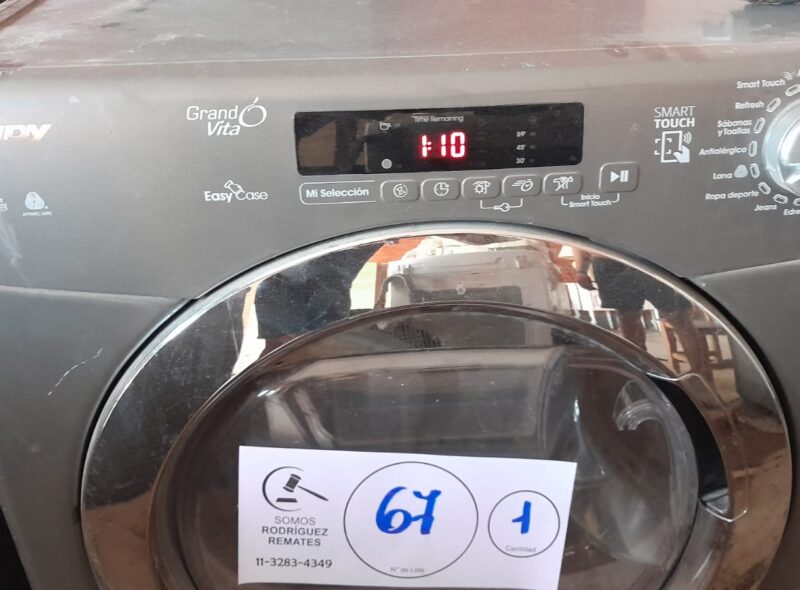 Grand Vita
Easy Case
APPAREL CARE
Time Remaining
1:10
59'
45'
30'
Mi Selección
Inicio
Smart Touch
SMART
TOUCH
Smart Touch
Refresh
Sábanas
y Toallas
Antialérgico
Lana
Ropa deporte
Jeans
SOMOS
RODRÍGUEZ
REMATES
11-3283-4349
67
N° de Lote
1
Cantidad